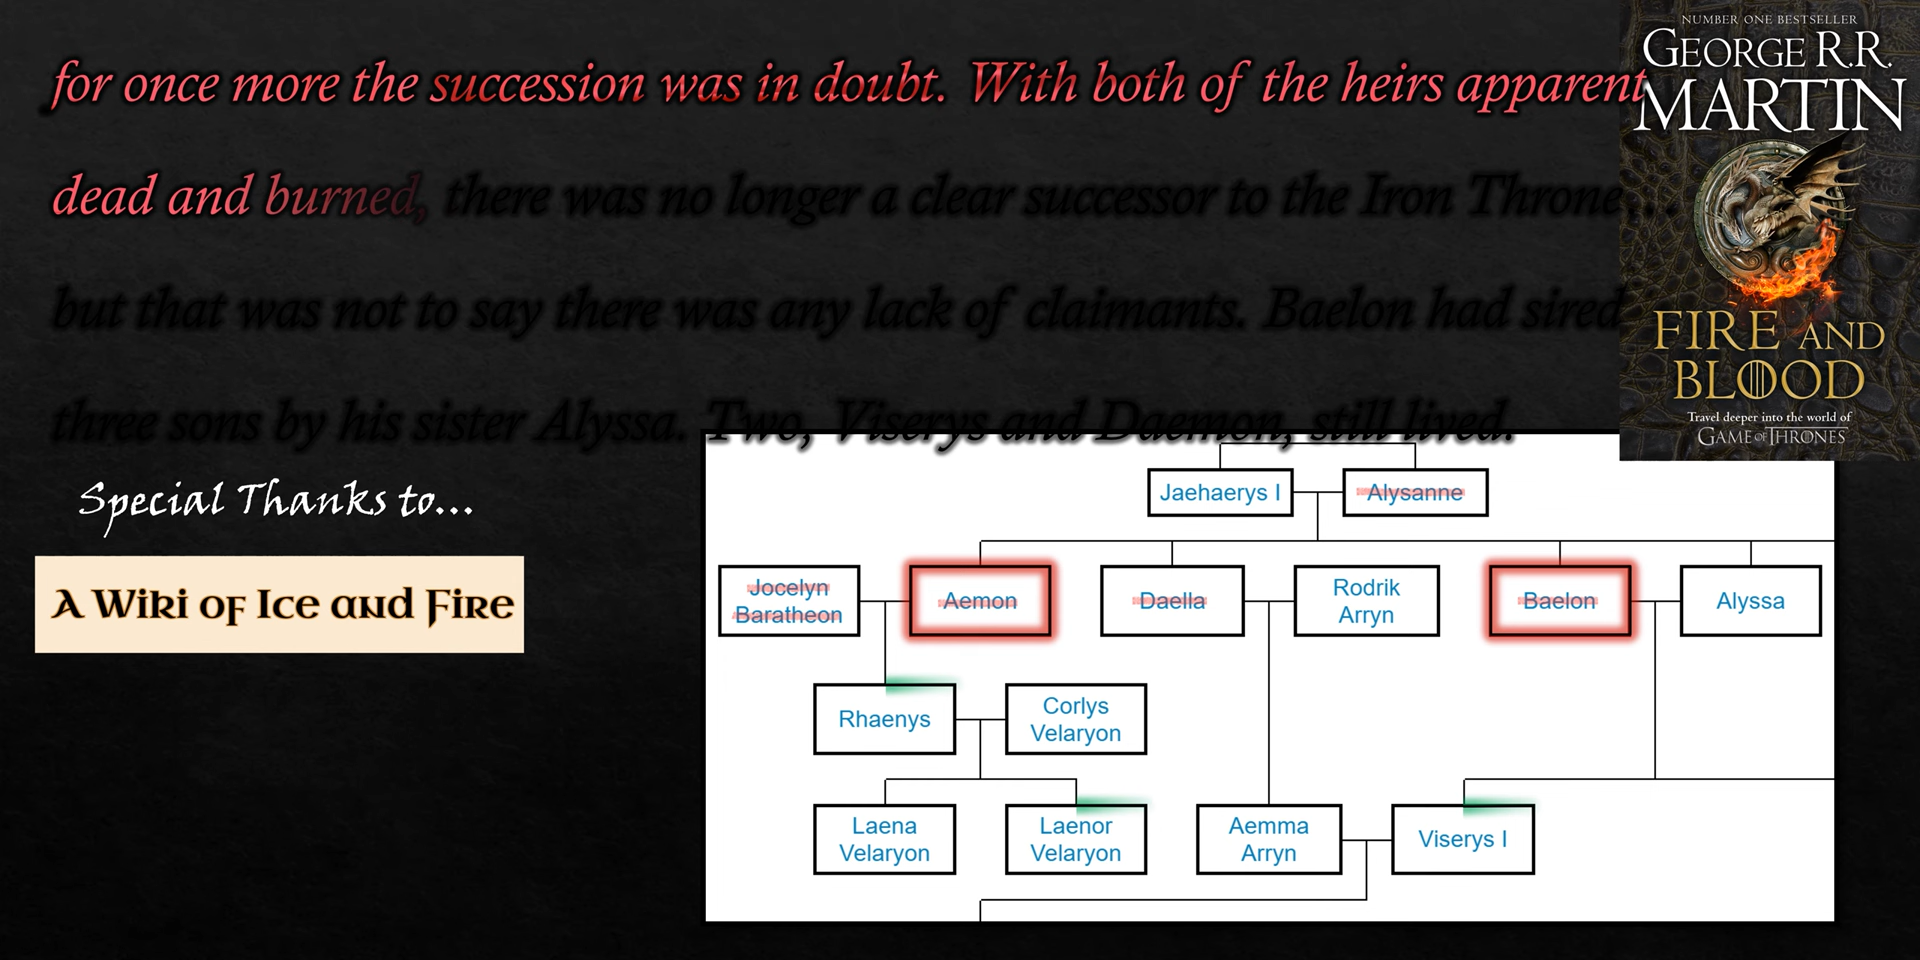 for once more the succession was in doubt. With both of the heirs apparent
dead and burned, there was no longer a clear successor to the Iron Throne...
but that was not to say there was any lack of claimants. Baelon had sired
three sons by his sister Alyssa. Two, Viserys and Daemon, still lived.
NUMBER ONE BESTSELLER
GEORGE R.R.
MARTIN
FIRE AND
BLOOD
Travel deeper into the world of
GAME OF THRONES
Special Thanks to...
A Wiki of Ice and Fire
Jaehaerys I
Alysanne
Jocelyn
Baratheon
Aemon
Daella
Rodrik
Arryn
Baelon
Alyssa
Rhaenys
Corlys
Velaryon
Laena
Velaryon
Laenor
Velaryon
Aemma
Arryn
Viserys I